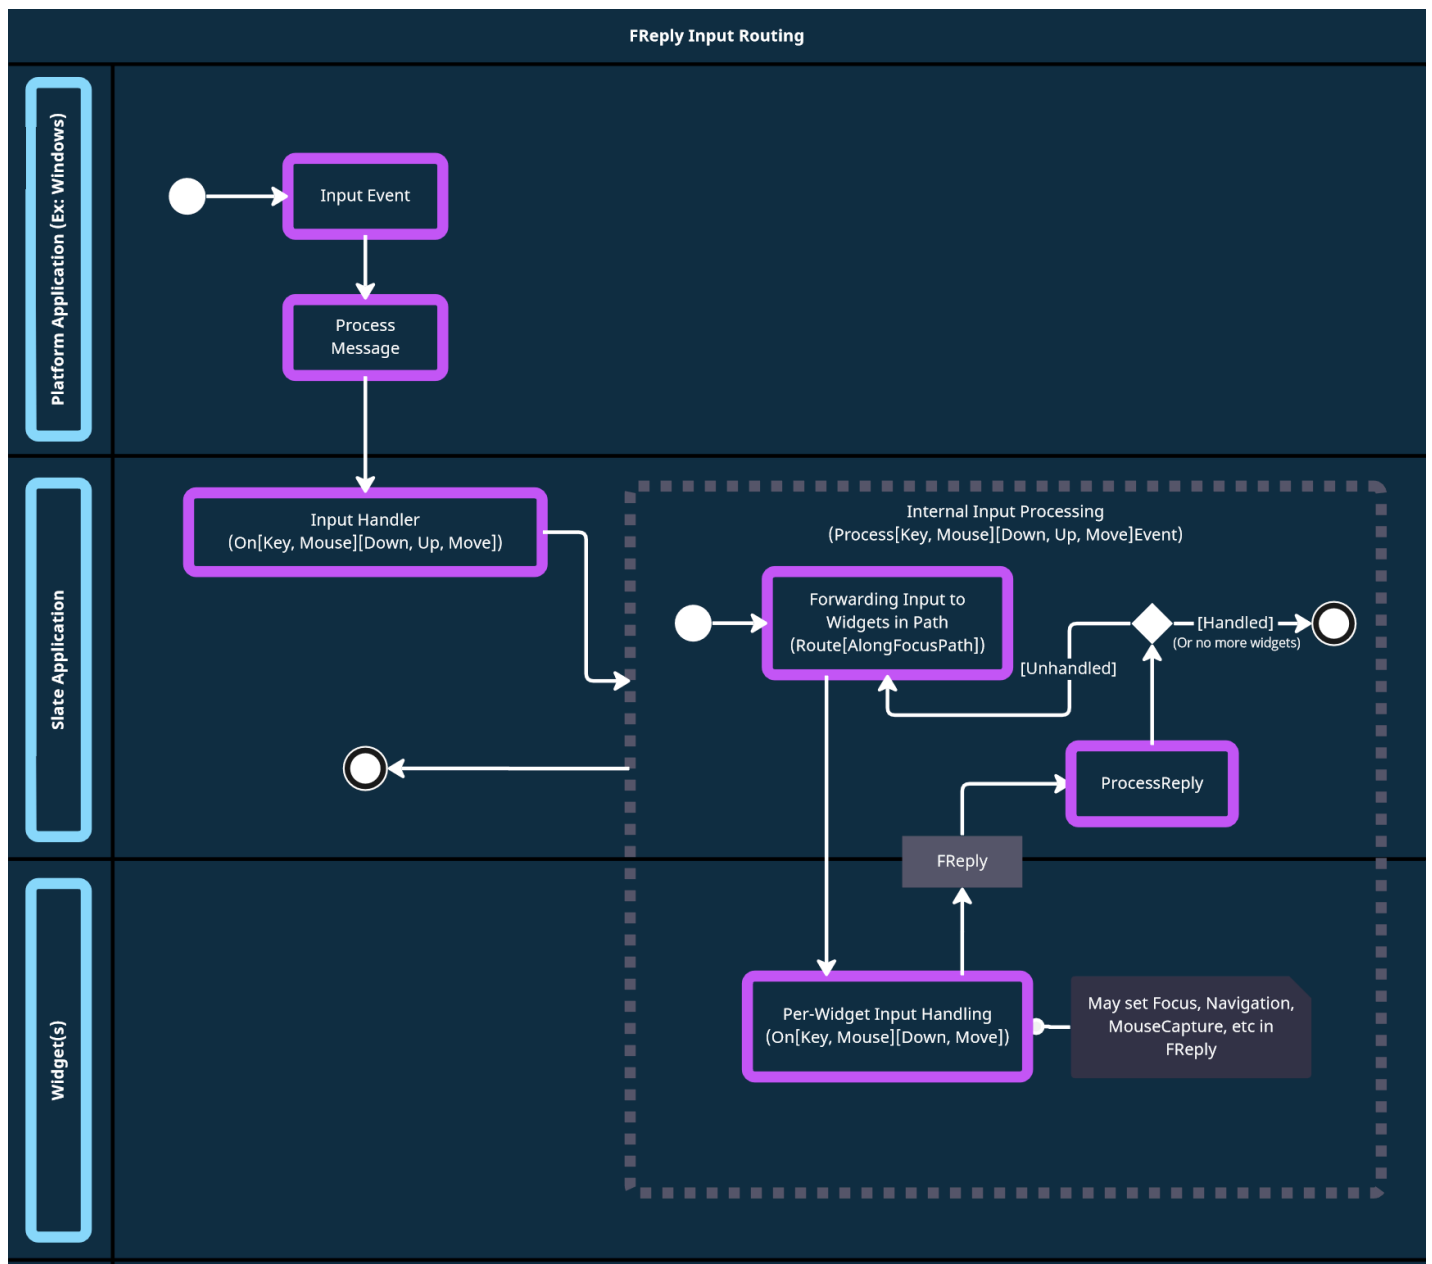 FReply Input Routing
Platform Application (Ex: Windows)
Input Event
Process
Message
Slate Application
Input Handler
(On[Key, Mouse][Down, Up, Move])
Internal Input Processing
(Process[Key, Mouse][Down, Up, Move]Event)
Forwarding Input to
Widgets in Path
(Route[AlongFocusPath])
[Unhandled]
[Handled]
(Or no more widgets)
ProcessReply
FReply
Widget(s)
Per-Widget Input Handling
(On[Key, Mouse][Down, Move])
May set Focus, Navigation,
MouseCapture, etc in
FReply